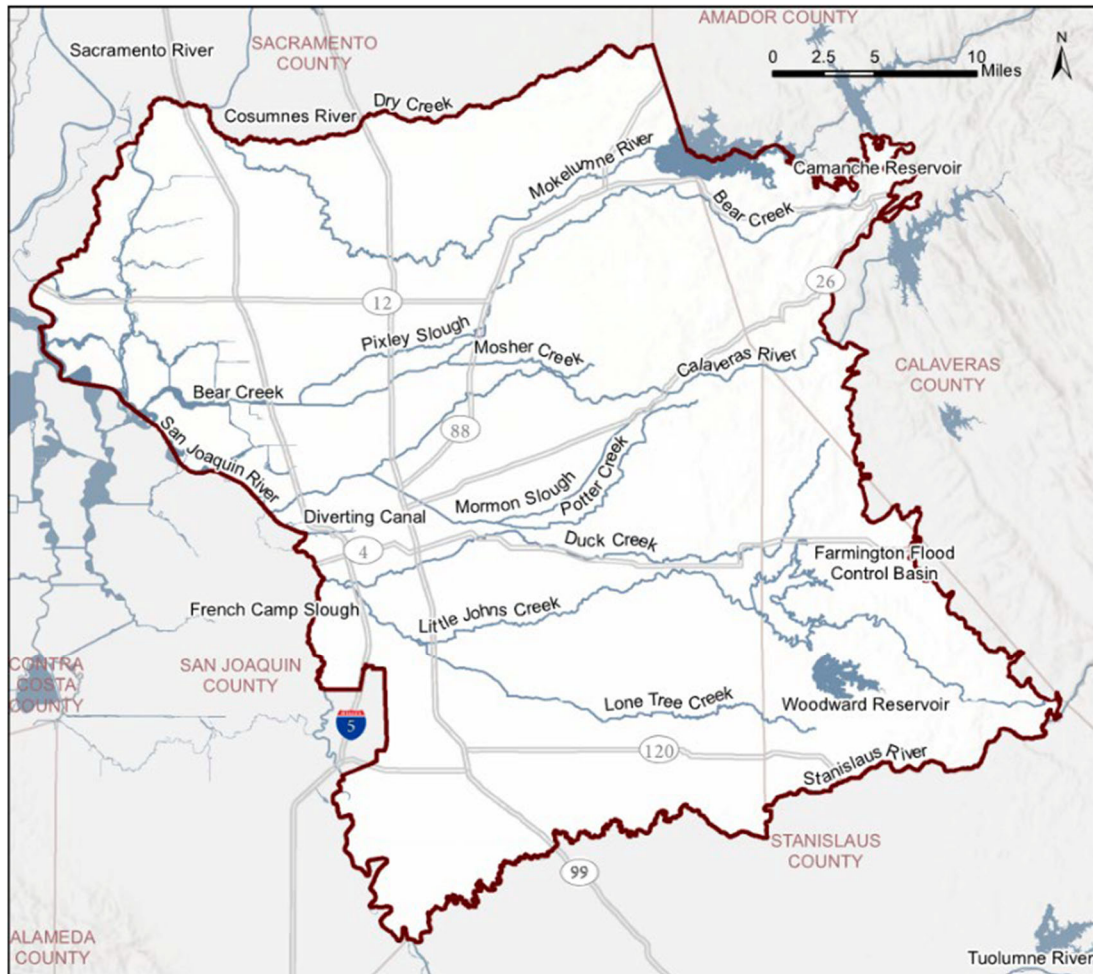 AMADOR COUNTY
Sacramento River
SACRAMENTO
COUNTY
N
0 2.5 5 10
Miles
Cosumnes River
Dry Creek
Mokelumne River
Camanche Reservoir
Bear Creek
26
12
Pixley Slough
Mosher Creek
Calaveras River
CALAVERAS
COUNTY
Bear Creek
88
San Joaquin River
Mormon Slough
Potter Creek
Diverting Canal
4
Duck Creek
Farmington Flood
Control Basin
French Camp Slough
Little Johns Creek
CONTRA
COSTA
COUNTY
SAN JOAQUIN
COUNTY
Lone Tree Creek
Woodward Reservoir
5
120
Stanislaus River
STANISLAUS
COUNTY
99
ALAMEDA
COUNTY
Tuolumne River